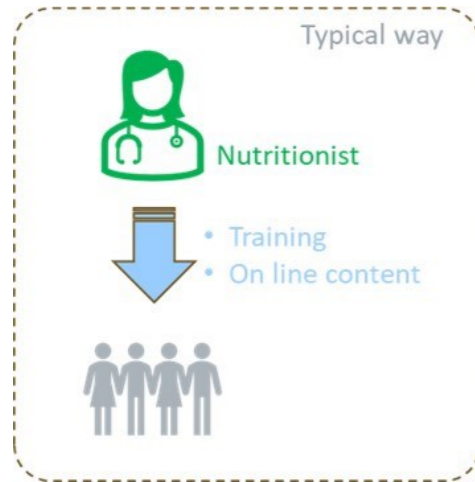 Typical way
Nutritionist
• Training
• On line content